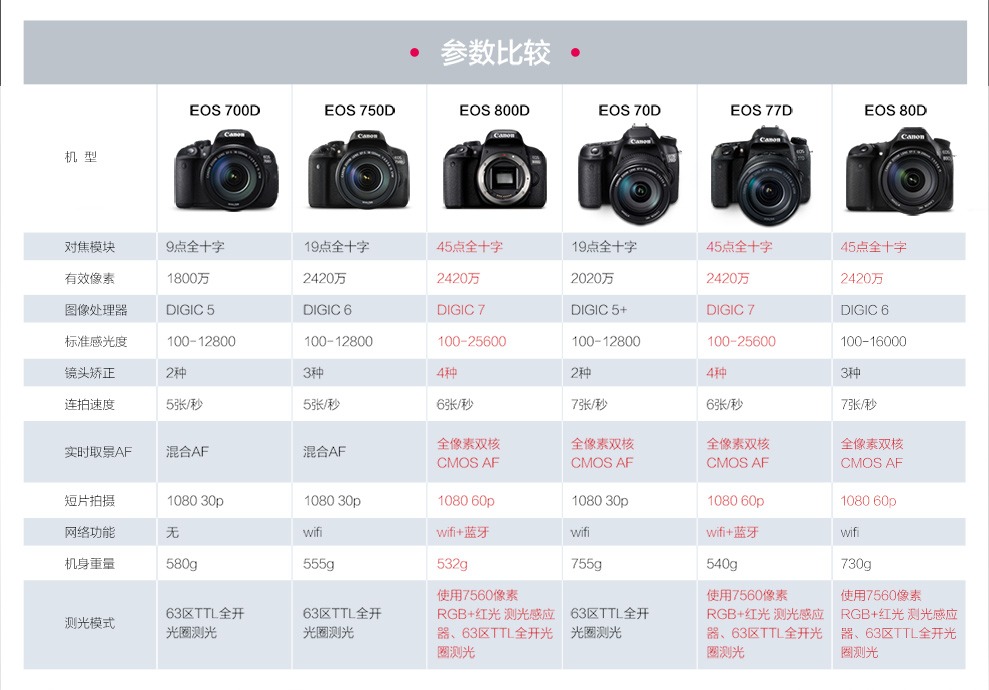 参数比较
EOS 700D EOS 750D EOS 800D EOS 70D EOS 77D EOS 80D
机 型
Canon Canon Canon Canon Canon Canon
对焦模块 9点全十字 19点全十字 45点全十字 19点全十字 45点全十字 45点全十字
有效像素 1800万 2420万 2420万 2020万 2420万 2420万
图像处理器 DIGIC 5 DIGIC 6 DIGIC 7 DIGIC 5+ DIGIC 7 DIGIC 6
标准感光度 100-12800 100-12800 100-25600 100-12800 100-25600 100-16000
镜头矫正 2种 3种 4种 2种 4种 3种
连拍速度 5张/秒 5张/秒 6张/秒 7张/秒 6张/秒 7张/秒
实时取景AF 混合AF 混合AF 全像素双核 全像素双核 全像素双核 全像素双核
CMOS AF CMOS AF CMOS AF CMOS AF
短片拍摄 1080 30p 1080 30p 1080 60p 1080 30p 1080 60p 1080 60p
网络功能 无 wifi wifi+蓝牙 wifi wifi+蓝牙 wifi
机身重量 580g 555g 532g 755g 540g 730g
测光模式
63区TTL全开
光圈测光
63区TTL全开
光圈测光
使用7560像素
RGB+红光 测光感应
器、63区TTL全开光
圈测光
63区TTL全开
光圈测光
使用7560像素
RGB+红光 测光感应
器、63区TTL全开光
圈测光
使用7560像素
RGB+红光 测光感应
器、63区TTL全开光
圈测光